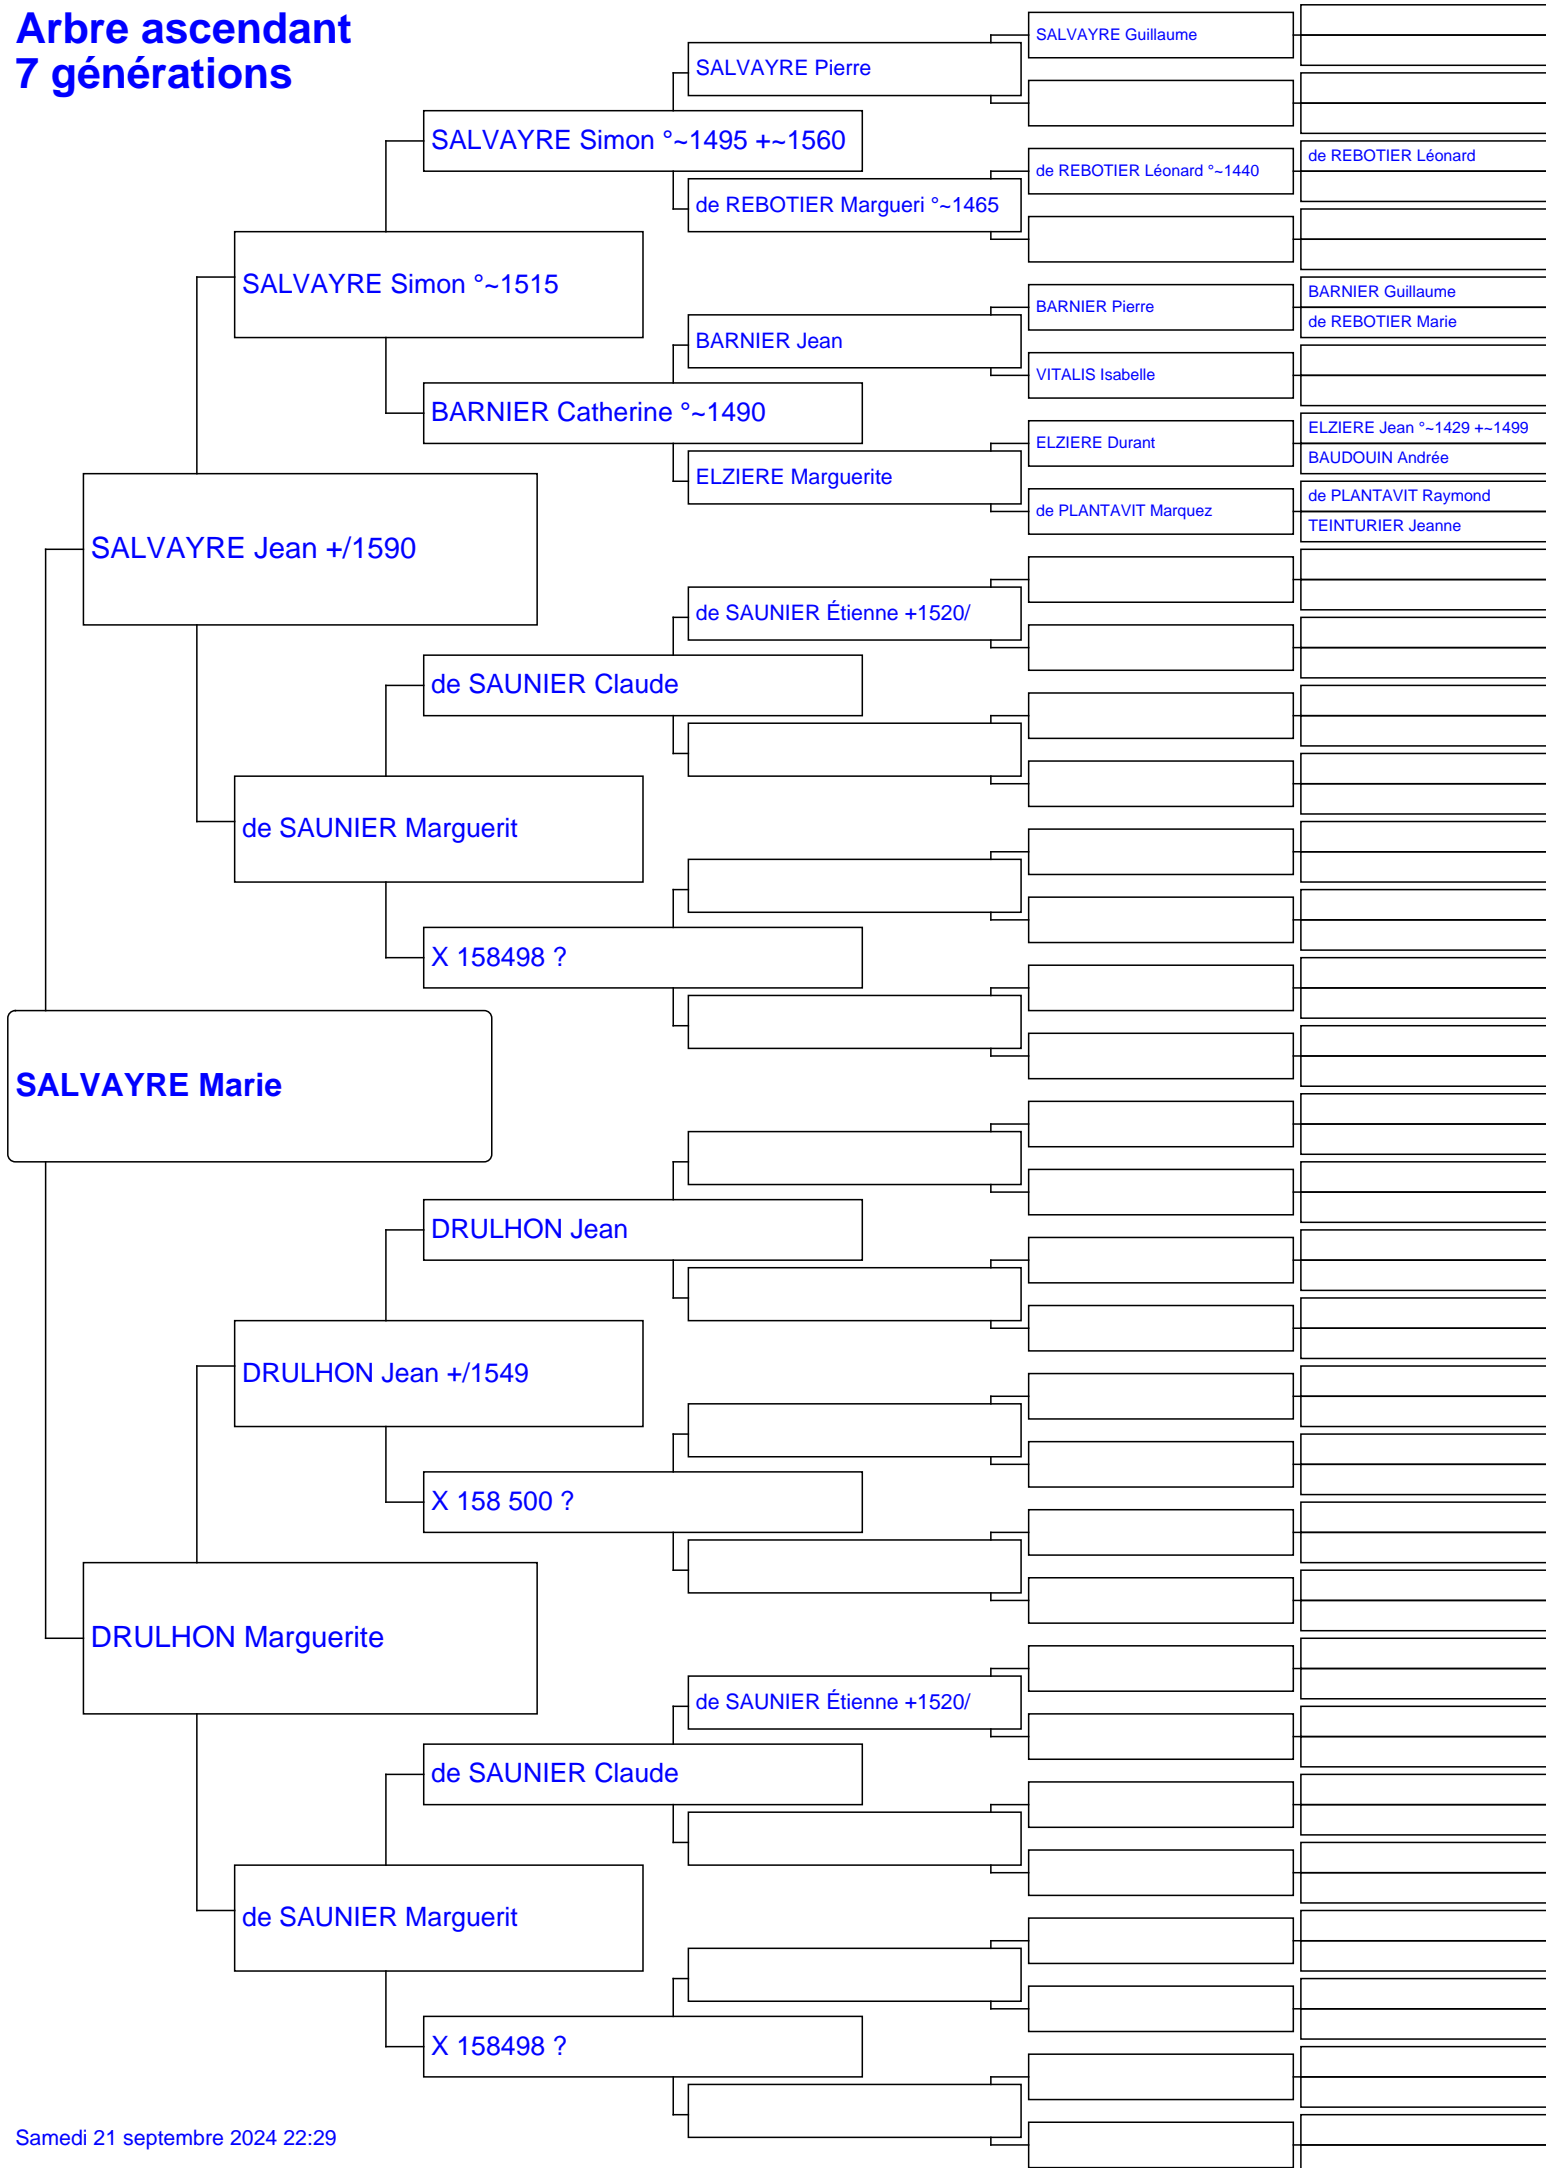 Arbre ascendant
7 générations
SALVAYRE Guillaume
SALVAYRE Pierre
SALVAYRE Simon °~1495 +~1560
de REBOTIER Léonard
de REBOTIER Léonard °~1440
de REBOTIER Margueri °~1465
SALVAYRE Simon °~1515
BARNIER Guillaume
BARNIER Pierre
de REBOTIER Marie
BARNIER Jean
VITALIS Isabelle
BARNIER Catherine °~1490
ELZIERE Jean °~1429 +~1499
ELZIERE Durant
BAUDOUIN Andrée
ELZIERE Marguerite
de PLANTAVIT Raymond
de PLANTAVIT Marquez
TEINTURIER Jeanne
SALVAYRE Jean +/1590
de SAUNIER Étienne +1520/
de SAUNIER Claude
de SAUNIER Marguerit
X 158498 ?
SALVAYRE Marie
DRULHON Jean
DRULHON Jean +/1549
X 158 500 ?
DRULHON Marguerite
de SAUNIER Étienne +1520/
de SAUNIER Claude
de SAUNIER Marguerit
X 158498 ?
Samedi 21 septembre 2024 22:29